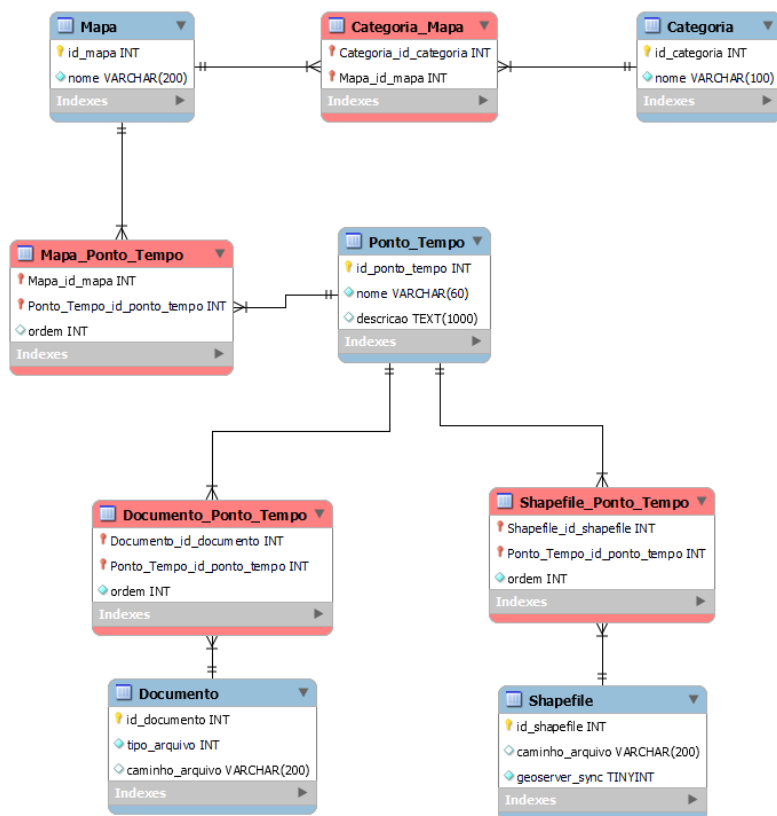 Mapa
id_mapa INT
nome VARCHAR(200)
Indexes
Categoria_Mapa
Categoria_id_categoria INT
Mapa_id_mapa INT
Indexes
Categoria
id_categoria INT
nome VARCHAR(100)
Indexes
Mapa_Ponto_Tempo
Mapa_id_mapa INT
Ponto_Tempo_id_ponto_tempo INT
ordem INT
Indexes
Ponto_Tempo
id_ponto_tempo INT
nome VARCHAR(60)
descricao TEXT(1000)
Indexes
Documento_Ponto_Tempo
Documento_id_documento INT
Ponto_Tempo_id_ponto_tempo INT
ordem INT
Indexes
Shapefile_Ponto_Tempo
Shapefile_id_shapefile INT
Ponto_Tempo_id_ponto_tempo INT
ordem INT
Indexes
Documento
id_documento INT
tipo_arquivo INT
caminho_arquivo VARCHAR(200)
Indexes
Shapefile
id_shapefile INT
caminho_arquivo VARCHAR(200)
geoserver_sync TINYINT
Indexes